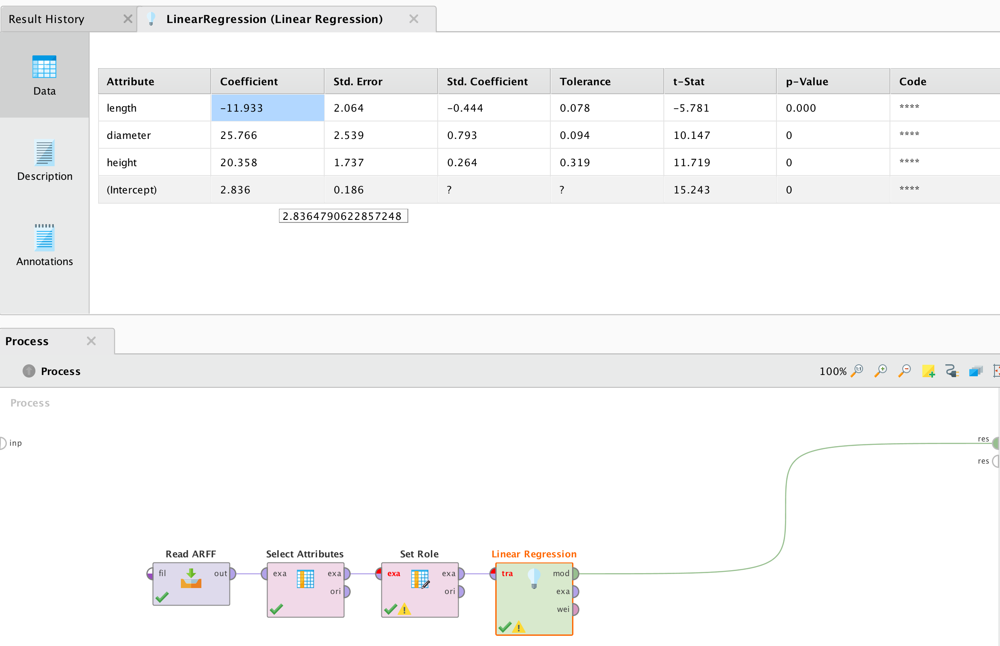 Result History
LinearRegression (Linear Regression)
Data
Description
Annotations
Attribute Coefficient Std. Error Std. Coefficient Tolerance t-Stat p-Value Code
length -11.933 2.064 -0.444 0.078 -5.781 0.000 ****
diameter 25.766 2.539 0.793 0.094 10.147 0 ****
height 20.358 1.737 0.264 0.319 11.719 0 ****
(Intercept) 2.836 0.186 ? ? 15.243 0 ****
2.8364790622857248
Process
Process
100%
1:1
Process
inp
res
res
Read ARFF
fil out
Select Attributes
exa exa
ori
Set Role
exa exa
ori
Linear Regression
tra mod
exa
wei